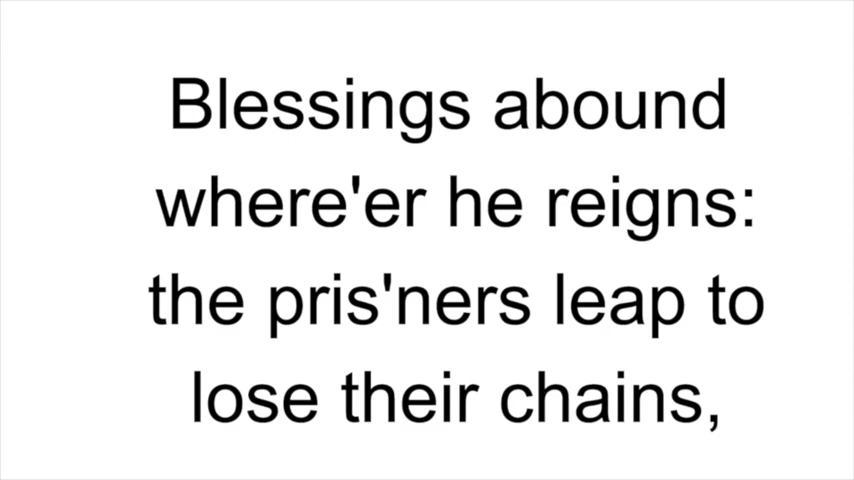 Blessings abound
where'er he reigns:
the pris'ners leap to
lose their chains,